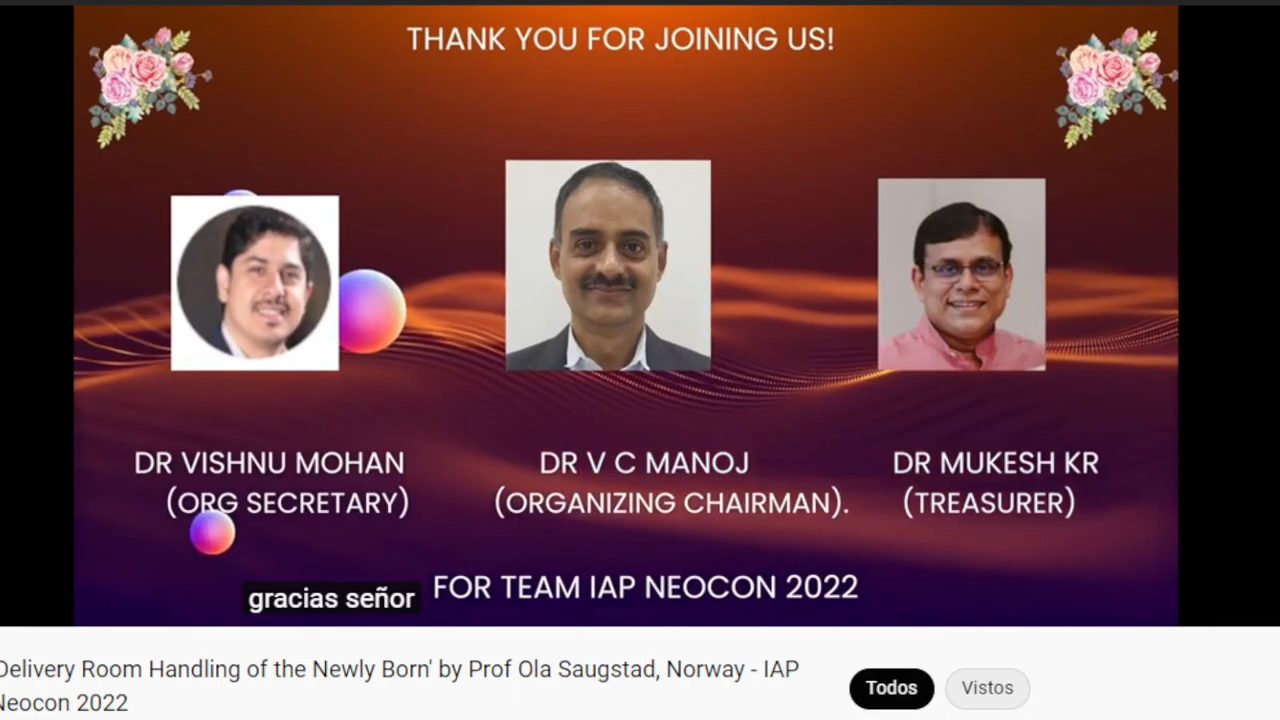 THANK YOU FOR JOINING US!
DR VISHNU MOHAN
(ORG SECRETARY)
DR V C MANOJ
(ORGANIZING CHAIRMAN).
DR MUKESH KR
(TREASURER)
FOR TEAM IAP NEOCON 2022
gracias señor
Delivery Room Handling of the Newly Born' by Prof Ola Saugstad, Norway - IAP
Neocon 2022
Todos
Vistos